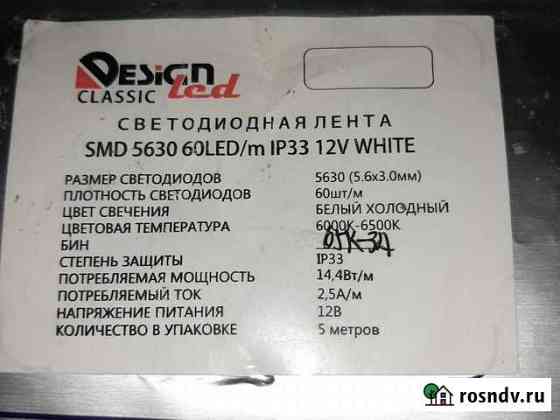 DESIGN
CLASSIC Led
СВЕТОДИОДНАЯ ЛЕНТА
SMD 5630 60LED/m IP33 12V WHITE
РАЗМЕР СВЕТОДИОДОВ 5630 (5.6x3.0мм)
ПЛОТНОСТЬ СВЕТОДИОДОВ 60шт/м
ЦВЕТ СВЕЧЕНИЯ БЕЛЫЙ ХОЛОДНЫЙ
ЦВЕТОВАЯ ТЕМПЕРАТУРА 6000K-6500K
БИН
СТЕПЕНЬ ЗАЩИТЫ IP33
ПОТРЕБЛЯЕМАЯ МОЩНОСТЬ 14,4Вт/м
ПОТРЕБЛЯЕМЫЙ ТОК 2,5А/м
НАПРЯЖЕНИЕ ПИТАНИЯ 12В
КОЛИЧЕСТВО В УПАКОВКЕ 5 метров
rosndv.ru